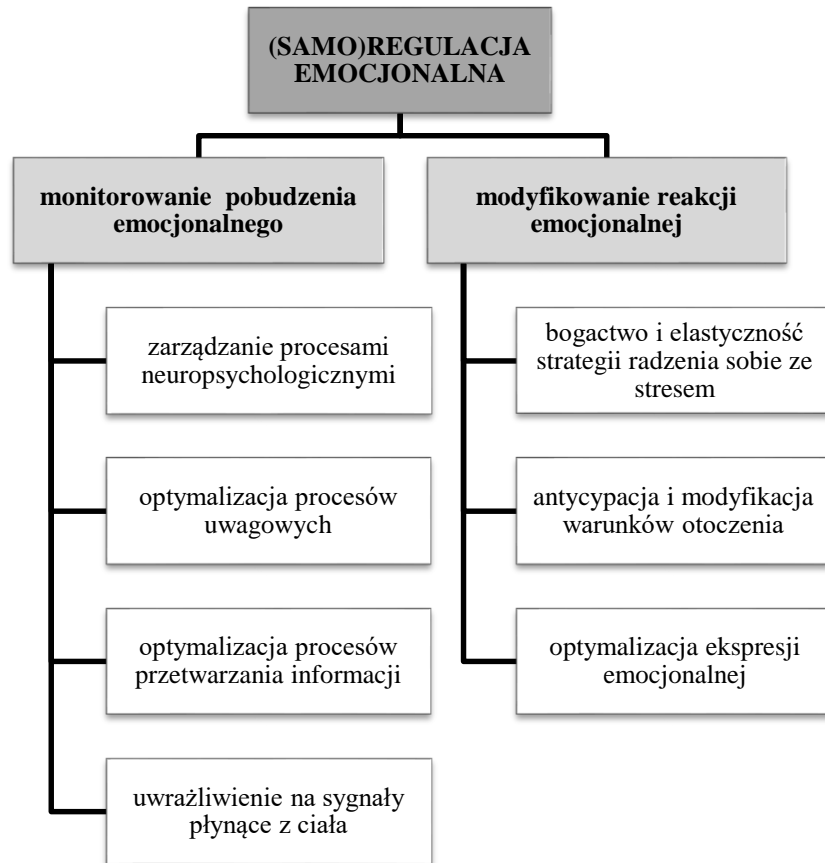 (SAMO)REGULACJA
EMOCJONALNA
monitorowanie pobudzenia
emocjonalnego
zarządzanie procesami
neuropsychologicznymi
optymalizacja procesów
uwagowych
optymalizacja procesów
przetwarzania informacji
uwrażliwienie na sygnały
płynące z ciała
modyfikowanie reakcji
emocjonalnej
bogactwo i elastyczność
strategii radzenia sobie ze
stresem
antycypacja i modyfikacja
warunków otoczenia
optymalizacja ekspresji
emocjonalnej